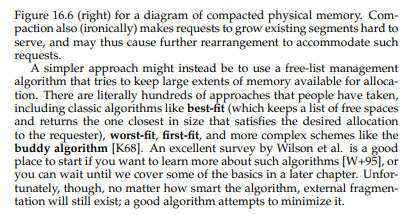 Figure 16.6 (right) for a diagram of compacted physical memory. Com-
paction also (ironically) makes requests to grow existing segments hard to
serve, and may thus cause further rearrangement to accommodate such
requests.
A simpler approach might instead be to use a free-list management
algorithm that tries to keep large extents of memory available for alloca-
tion. There are literally hundreds of approaches that people have taken,
including classic algorithms like best-fit (which keeps a list of free spaces
and returns the one closest in size that satisfies the desired allocation
to the requester), worst-fit, first-fit, and more complex schemes like the
buddy algorithm [K68]. An excellent survey by Wilson et al. is a good
place to start if you want to learn more about such algorithms [W+95], or
you can wait until we cover some of the basics in a later chapter. Unfor-
tunately, though, no matter how smart the algorithm, external fragmen-
tation will still exist; a good algorithm attempts to minimize it.